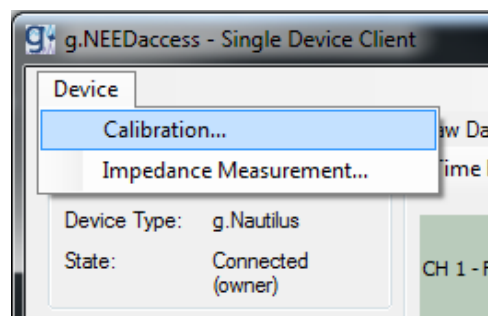 g.NEEDaccess - Single Device Client
Device
Calibration...
Impedance Measurement...
Device Type: g.Nautilus
State: Connected
(owner)
CH 1 -